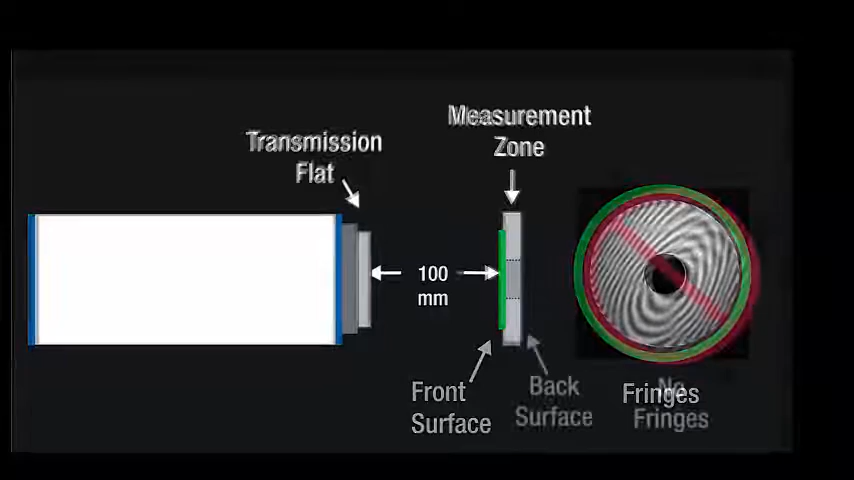 Transmission
Flat
Measurement
Zone
100
mm
Front
Surface
Back
Surface
Fringes
No
Fringes